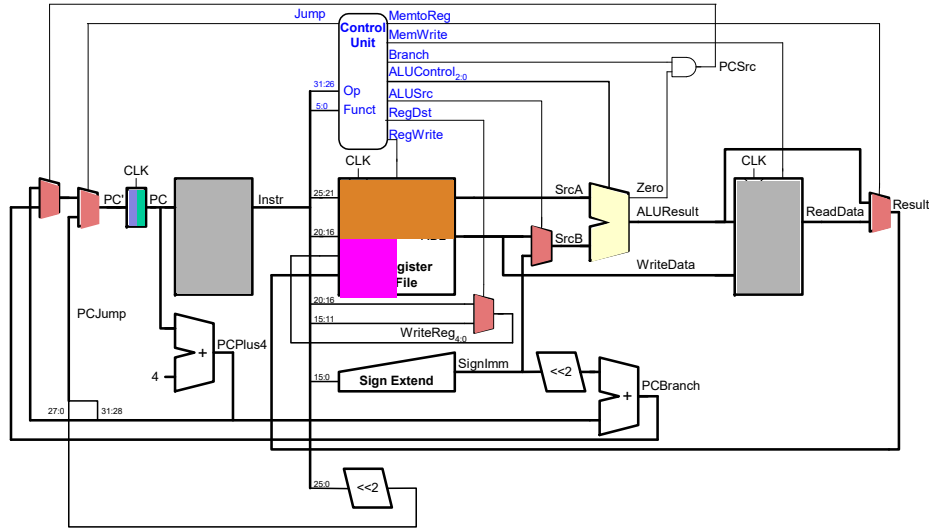 Jump
Control
Unit
MemtoReg
MemWrite
Branch
ALUControl2:0
ALUSrc
RegDst
RegWrite
PCSrc
31:26
Op
5:0
Funct
CLK
CLK
CLK
PC'
PC
Instr
25:21
20:16
SrcA
SrcB
Zero
ALUResult
ReadData
Result
WriteData
gister
File
20:16
15:11
WriteReg4:0
PCJump
PCPlus4
+
4
15:0
Sign Extend
SignImm
<<2
PCBranch
+
27:0
31:28
25:0
<<2